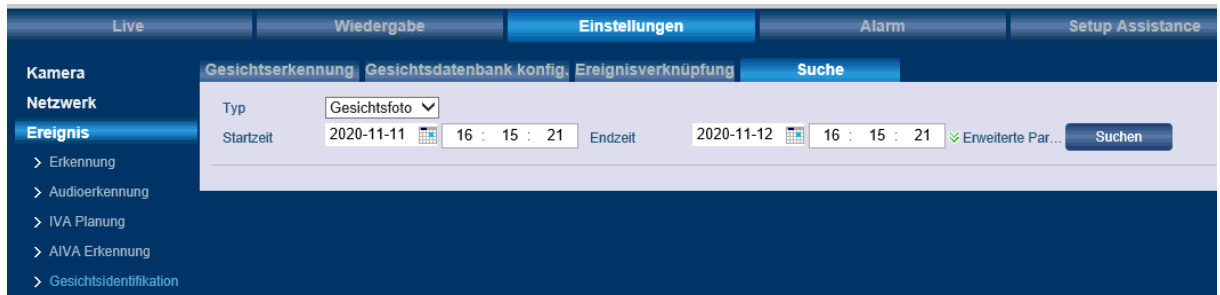 Live Wiedergabe Einstellungen Alarm Setup Assistance
Kamera
Netzwerk
Ereignis
Erkennung
Audioerkennung
IVA Planung
AIVA Erkennung
Gesichtsidentifikation
Gesichtserkennung Gesichtsdatenbank konfig. Ereignisverknüpfung Suche
Typ Gesichtsfoto
Startzeit 2020-11-11 16 : 15 : 21 Endzeit 2020-11-12 16 : 15 : 21 Erweiterte Par... Suchen